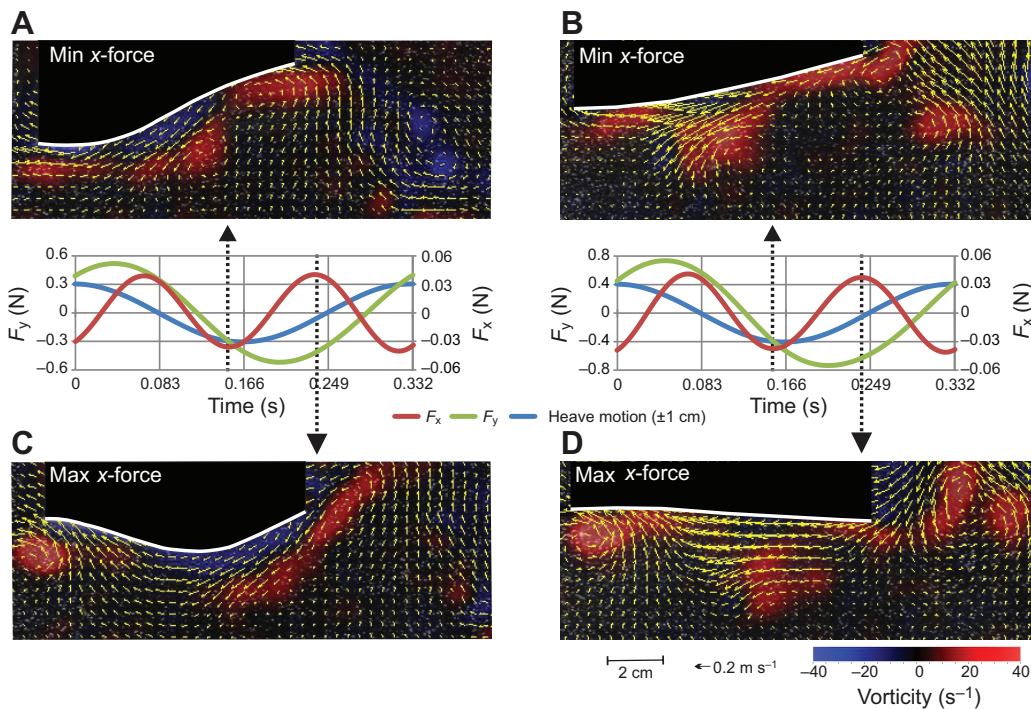 A
Min x-force
B
Min x-force
0.6
0.3
0
–0.3
–0.6
Fy (N)
0.06
0.03
0
–0.03
–0.06
Fx (N)
0
0.083
0.166
0.249
0.332
Time (s)
0.8
0.4
0
–0.4
–0.8
Fy (N)
0.06
0.03
0
–0.03
–0.06
Fx (N)
0
0.083
0.166
0.249
0.332
Time (s)
Fx Fy Heave motion (±1 cm)
C
Max x-force
D
Max x-force
2 cm
0.2 m s–1
–40 –20 0 20 40
Vorticity (s–1)